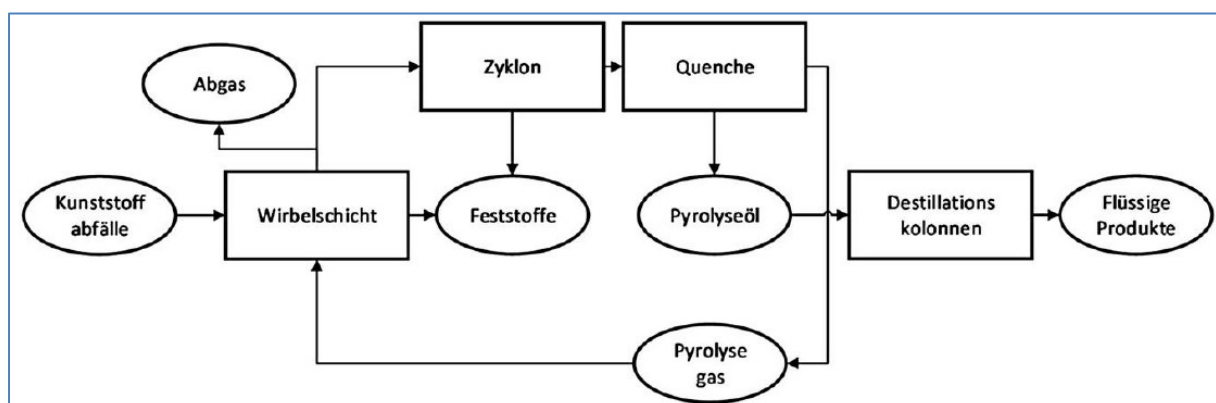 Zyklon
Quenche
Abgas
Kunststoff
abfälle
Wirbelschicht
Feststoffe
Pyrolyseöl
Destillations
kolonnen
Flüssige
Produkte
Pyrolyse
gas